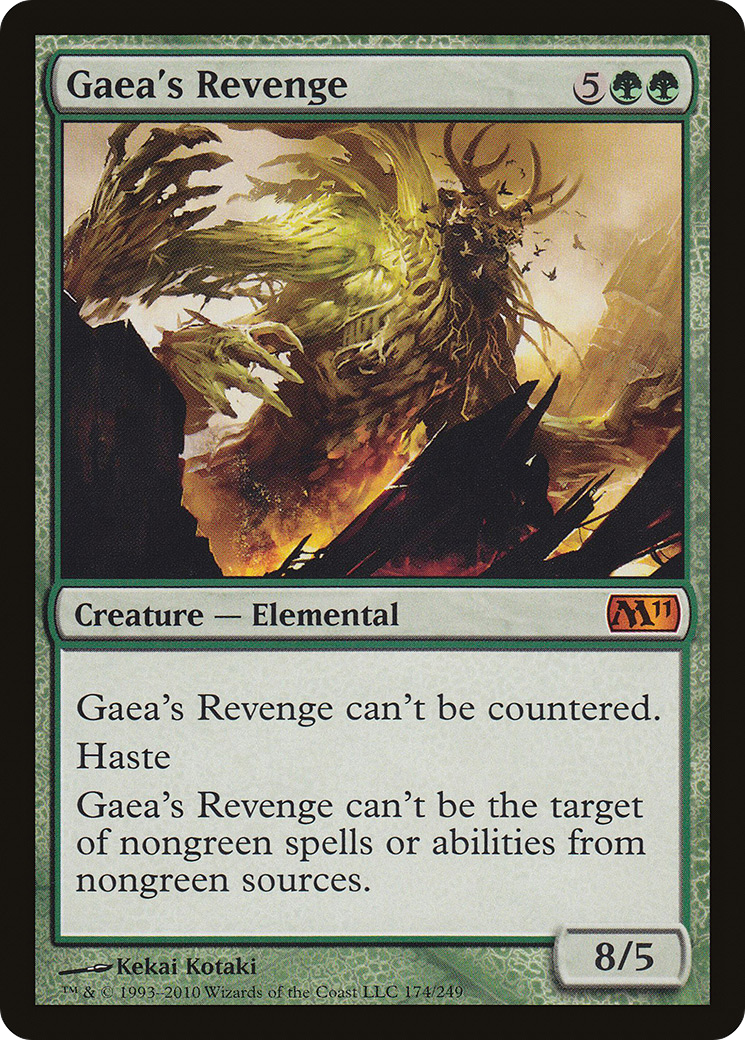 Gaea's Revenge 5
Creature — Elemental M11
Gaea's Revenge can't be countered.
Haste
Gaea's Revenge can't be the target
of nongreen spells or abilities from
nongreen sources.
8/5
Kekai Kotaki
™ & © 1993–2010 Wizards of the Coast LLC 174/249